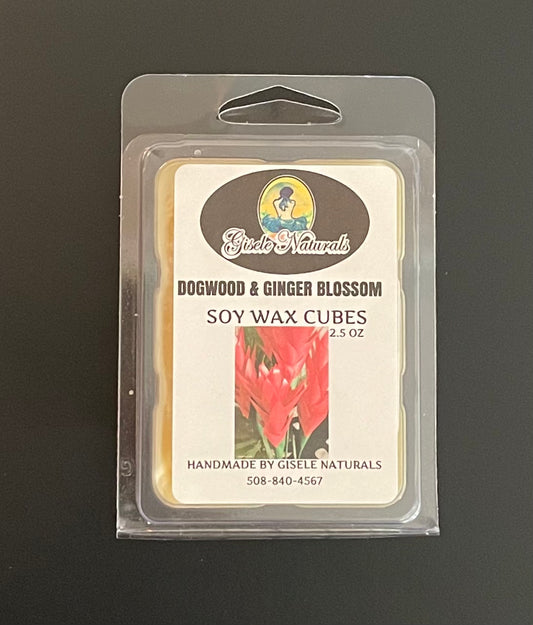 Gisele Naturals
DOGWOOD & GINGER BLOSSOM
SOY WAX CUBES
2.5 OZ
HANDMADE BY GISELE NATURALS
508-840-4567